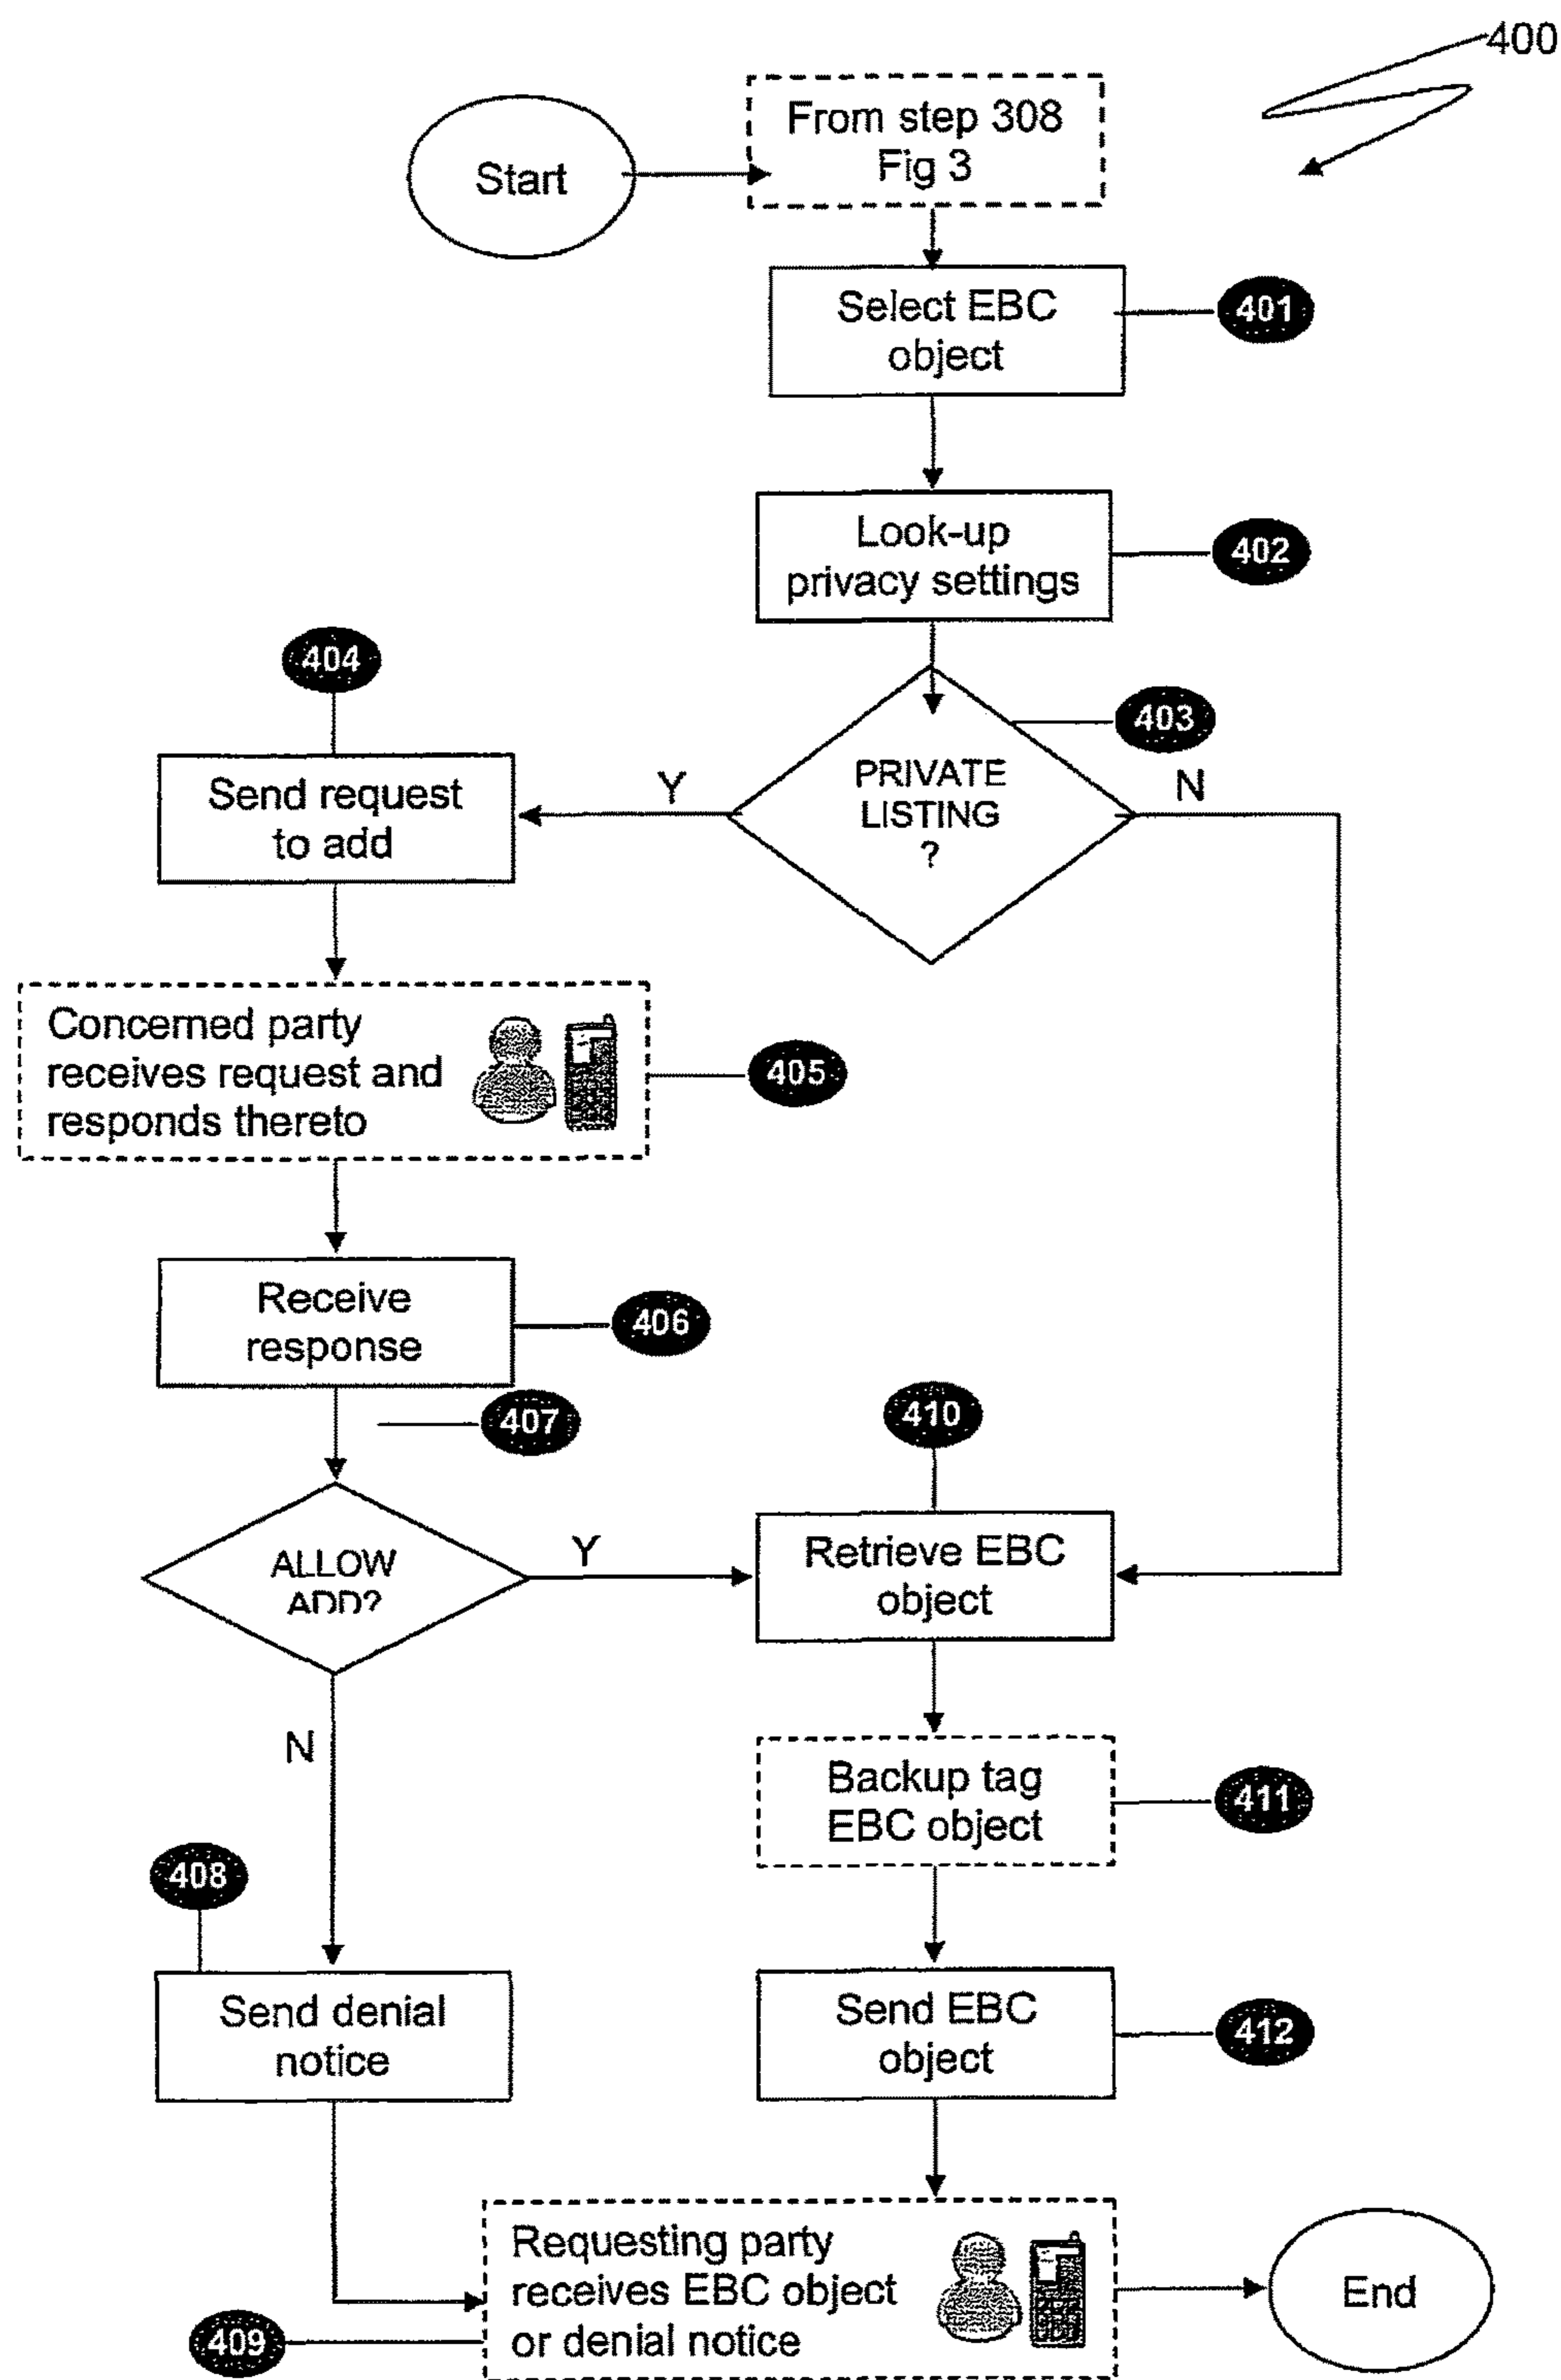 400
From step 308
Fig 3
Start
Select EBC
object
401
Look-up
privacy settings
402
404
403
PRIVATE
LISTING
?
Y
N
Send request
to add
Concerned party
receives request and
responds thereto
405
Receive
response
406
407
410
ALLOW
ADD?
Y
Retrieve EBC
object
N
Backup tag
EBC object
411
408
Send denial
notice
Send EBC
object
412
Requesting party
receives EBC object
or denial notice
End
409